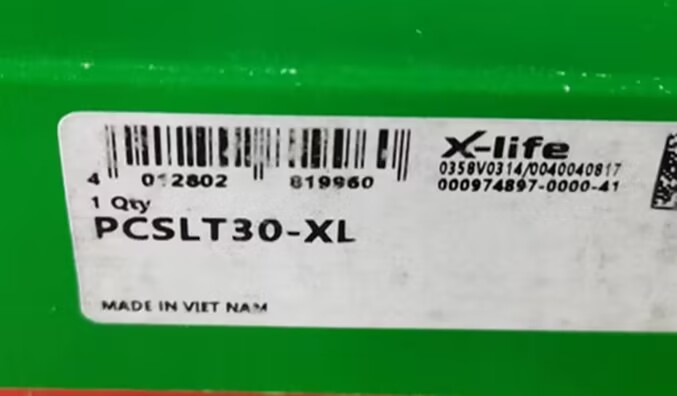 X-life
0358V0314/0040040817
000974897-0000-41
4 012802 819960
1 Qty
PCSLT30-XL
MADE IN VIET NAM